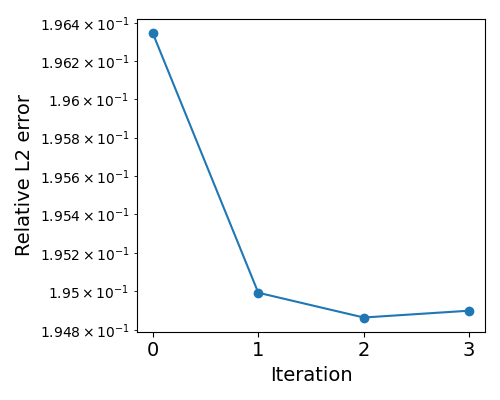 1.964 × 10⁻¹
1.962 × 10⁻¹
1.96 × 10⁻¹
1.958 × 10⁻¹
1.956 × 10⁻¹
1.954 × 10⁻¹
1.952 × 10⁻¹
1.95 × 10⁻¹
1.948 × 10⁻¹
Relative L2 error
0 1 2 3
Iteration